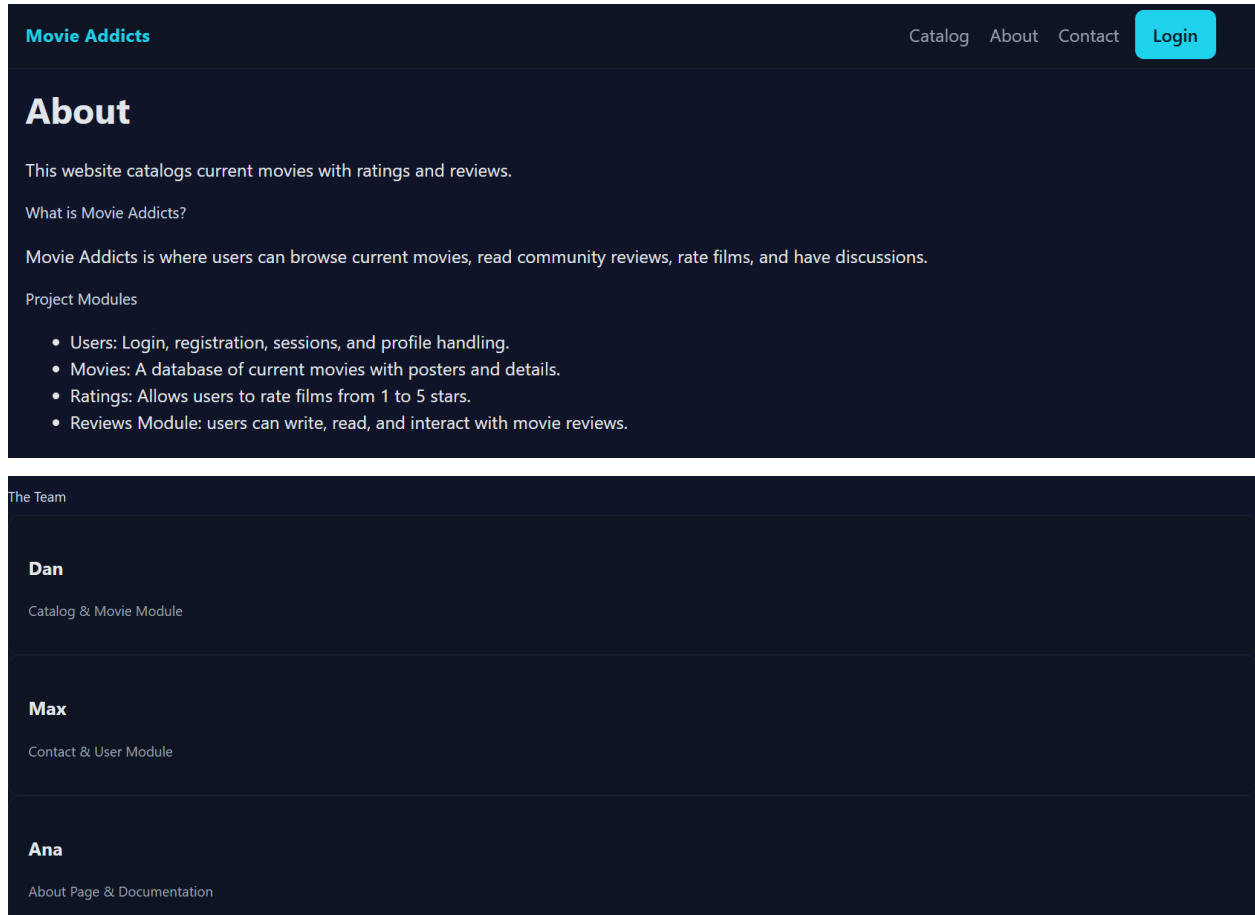 Movie Addicts Catalog About Contact Login
About
This website catalogs current movies with ratings and reviews.
What is Movie Addicts?
Movie Addicts is where users can browse current movies, read community reviews, rate films, and have discussions.
Project Modules
• Users: Login, registration, sessions, and profile handling.
• Movies: A database of current movies with posters and details.
• Ratings: Allows users to rate films from 1 to 5 stars.
• Reviews Module: users can write, read, and interact with movie reviews.
The Team
Dan
Catalog & Movie Module
Max
Contact & User Module
Ana
About Page & Documentation